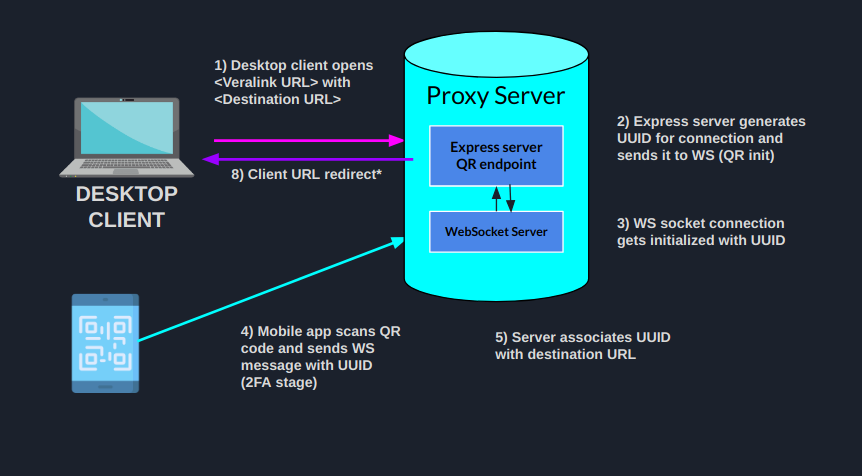 1) Desktop client opens
<Veralink URL> with
<Destination URL>
Proxy Server
Express server
QR endpoint
2) Express server generates
UUID for connection and
sends it to WS (QR init)
8) Client URL redirect*
DESKTOP
CLIENT
WebSocket Server
3) WS socket connection
gets initialized with UUID
4) Mobile app scans QR
code and sends WS
message with UUID
(2FA stage)
5) Server associates UUID
with destination URL